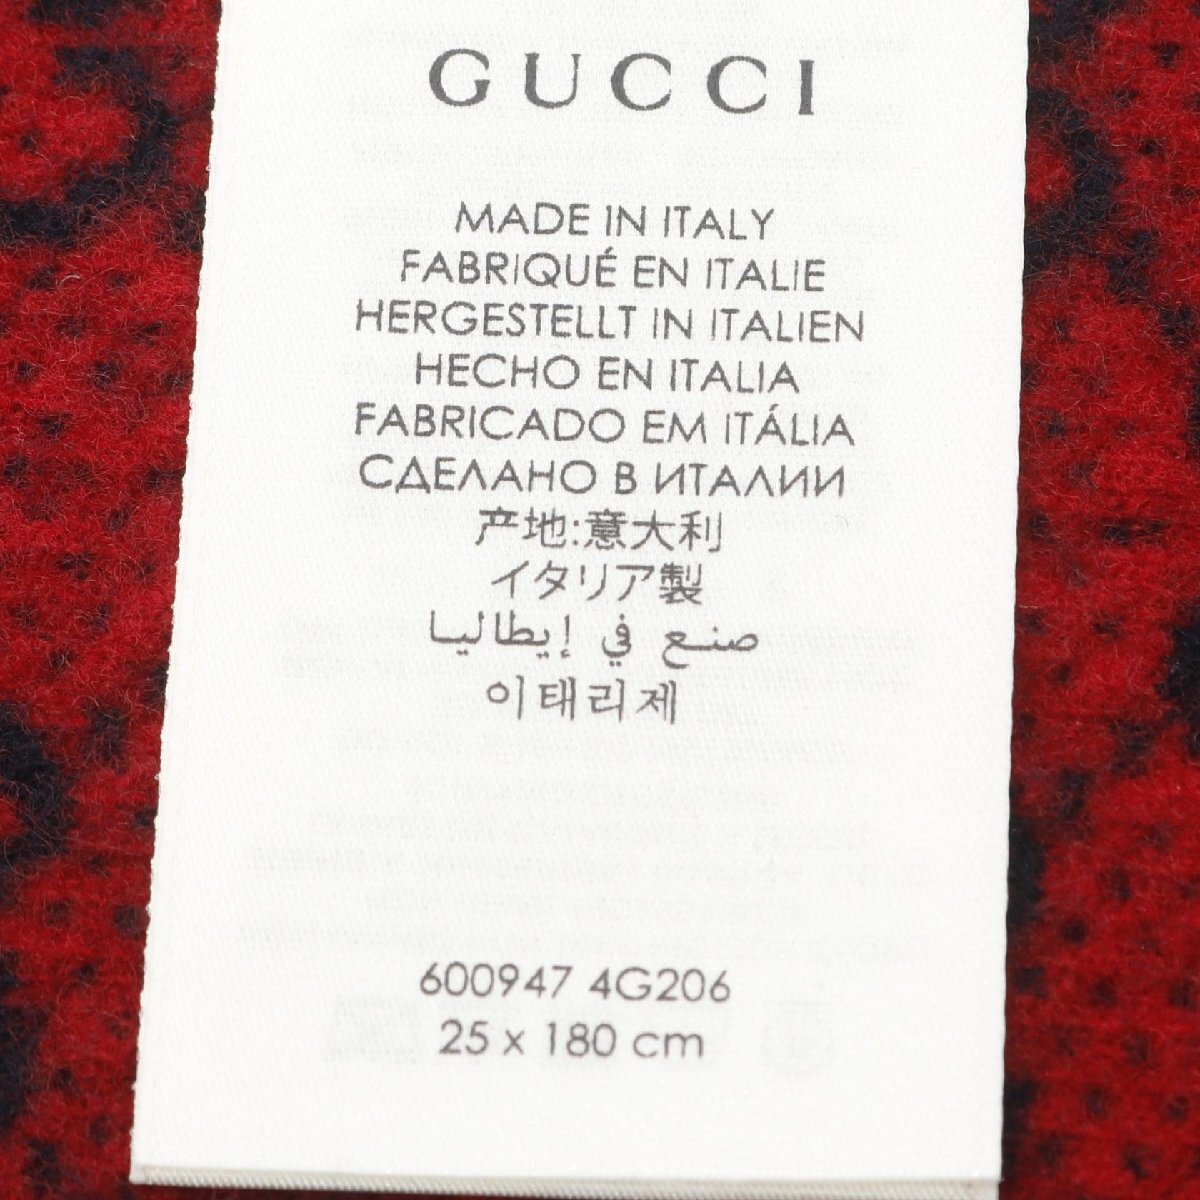 GUCCI
MADE IN ITALY
FABRIQUÉ EN ITALIE
HERGESTELLT IN ITALIEN
HECHO EN ITALIA
FABRICADO EM ITÁLIA
СДЕЛАНО В ИТАЛИИ
产地:意大利
イタリア製
صنع في إيطاليا
이태리제
600947 4G206
25 x 180 cm